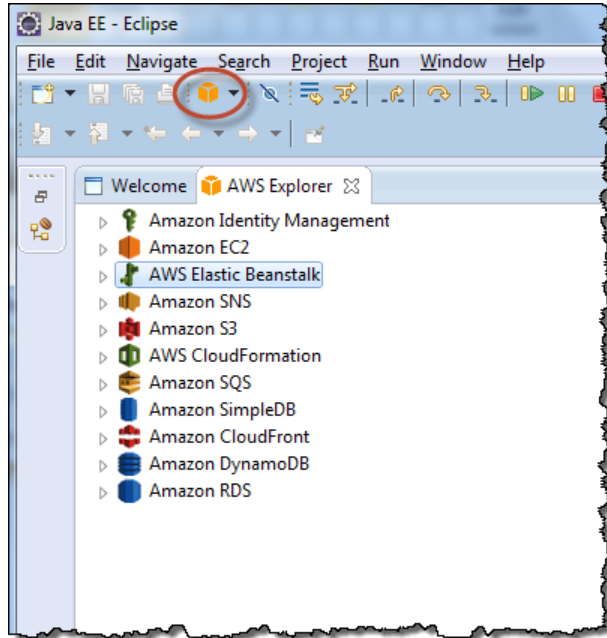 Java EE - Eclipse
File Edit Navigate Search Project Run Window Help
Welcome AWS Explorer
Amazon Identity Management
Amazon EC2
AWS Elastic Beanstalk
Amazon SNS
Amazon S3
AWS CloudFormation
Amazon SQS
Amazon SimpleDB
Amazon CloudFront
Amazon DynamoDB
Amazon RDS